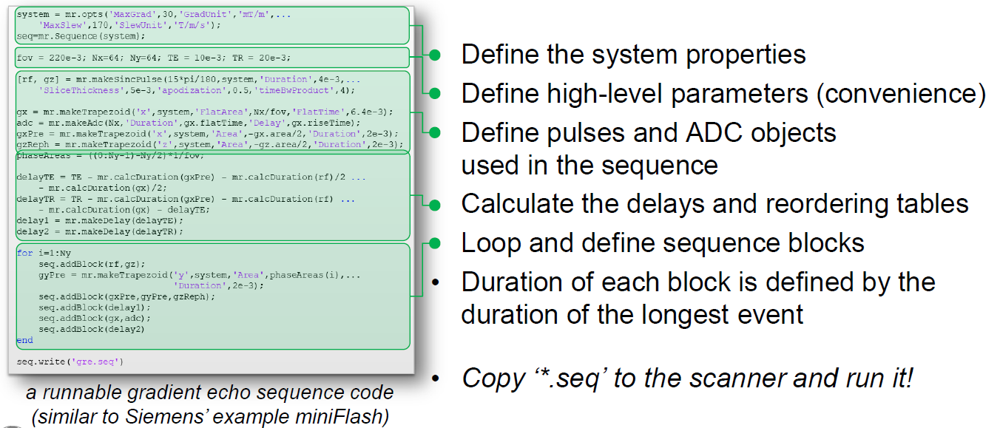 system = mr.opts('MaxGrad',30,'GradUnit','mT/m',...
    'MaxSlew',170,'SlewUnit','T/m/s');
seq=mr.Sequence(system);
fov = 220e-3; Nx=64; Ny=64; TE = 10e-3; TR = 20e-3;
[rf, gz] = mr.makeSincPulse(15*pi/180,system,'Duration',4e-3,...
    'SliceThickness',5e-3,'apodization',0.5,'timeBwProduct',4);
gx = mr.makeTrapezoid('x',system,'FlatArea',Nx/fov,'FlatTime',6.4e-3);
adc = mr.makeAdc(Nx,'Duration',gx.flatTime,'Delay',gx.riseTime);
gxPre = mr.makeTrapezoid('x',system,'Area',-gx.area/2,'Duration',2e-3);
gzReph = mr.makeTrapezoid('z',system,'Area',-gz.area/2,'Duration',2e-3);
phaseAreas = ((0:Ny-1)-Ny/2)*1/fov;
delayTE = TE - mr.calcDuration(gxPre) - mr.calcDuration(rf)/2 ...
    - mr.calcDuration(gx)/2;
delayTR = TR - mr.calcDuration(gxPre) - mr.calcDuration(rf) ...
    - mr.calcDuration(gx) - delayTE;
delay1 = mr.makeDelay(delayTE);
delay2 = mr.makeDelay(delayTR);
for i=1:Ny
    seq.addBlock(rf,gz);
    gyPre = mr.makeTrapezoid('y',system,'Area',phaseAreas(i),...
                             'Duration',2e-3);
    seq.addBlock(gxPre,gyPre,gzReph);
    seq.addBlock(delay1);
    seq.addBlock(gx,adc);
    seq.addBlock(delay2)
end
seq.write('gre.seq')
a runnable gradient echo sequence code
(similar to Siemens’ example miniFlash)
Define the system properties
Define high-level parameters (convenience)
Define pulses and ADC objects
used in the sequence
Calculate the delays and reordering tables
Loop and define sequence blocks
• Duration of each block is defined by the
duration of the longest event
• Copy ‘*.seq’ to the scanner and run it!